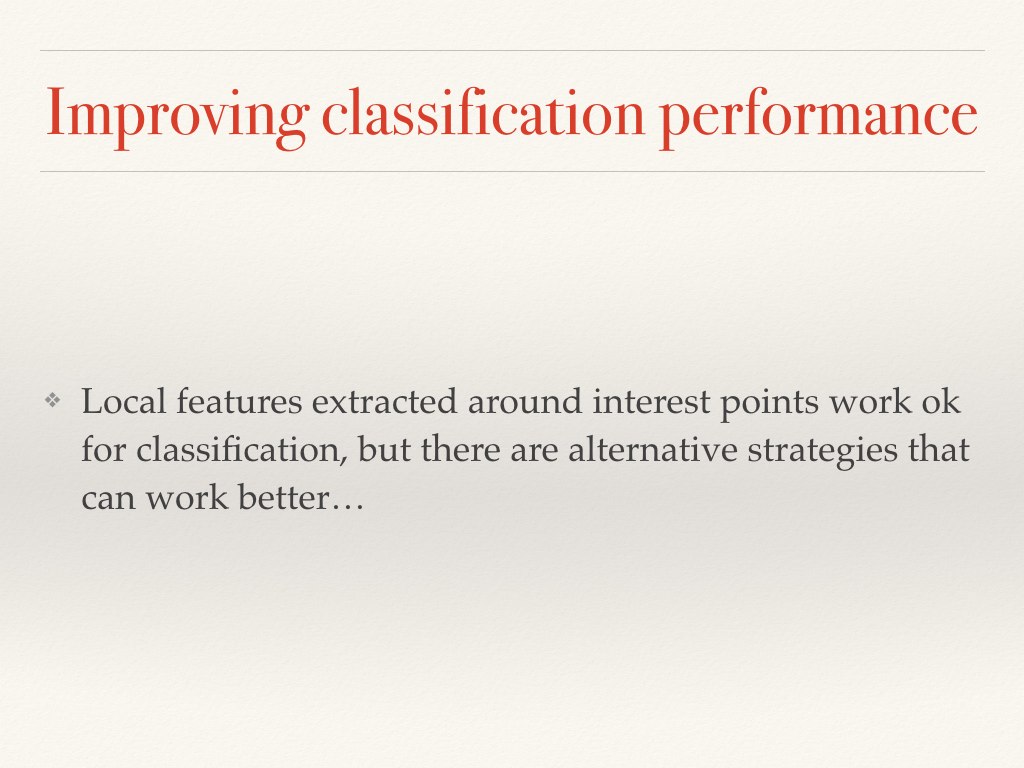 Improving classification performance
❖ Local features extracted around interest points work ok
for classification, but there are alternative strategies that
can work better…